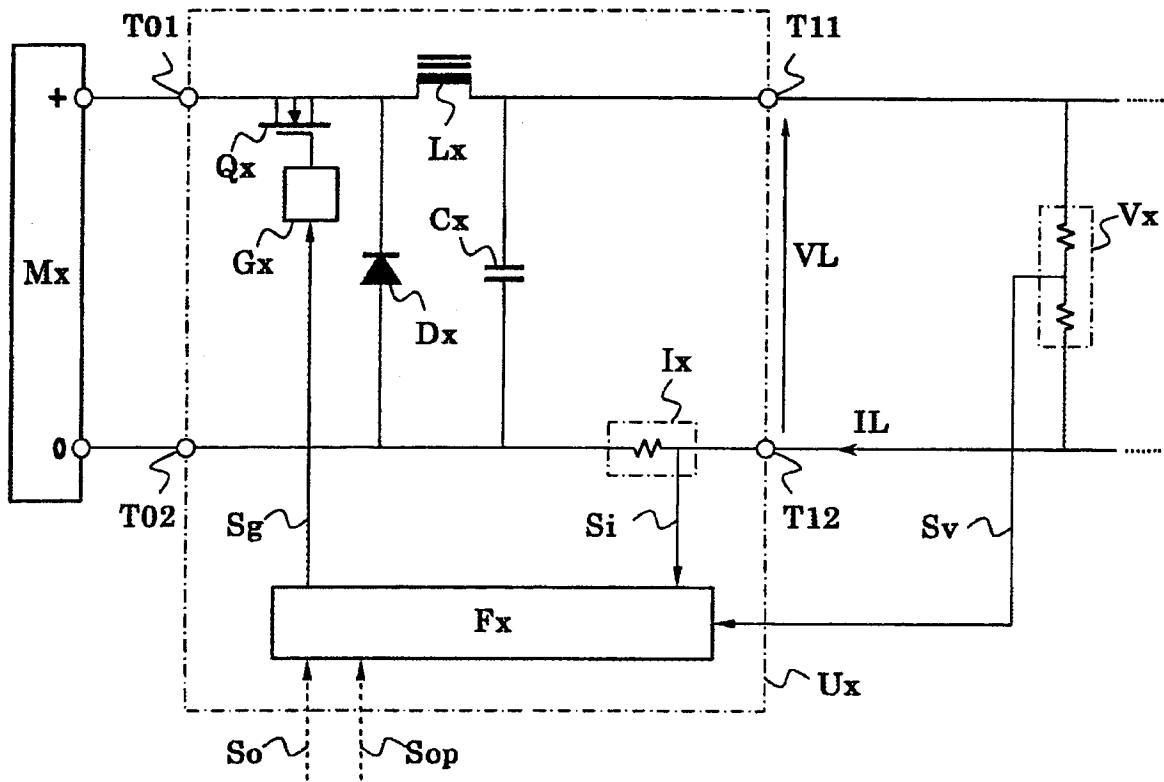 T01
T11
+
Qx
Lx
Gx
Cx
VL
Vx
Mx
Dx
Ix
0
IL
T02
Sg
Si
T12
Sv
Fx
Ux
So
Sop